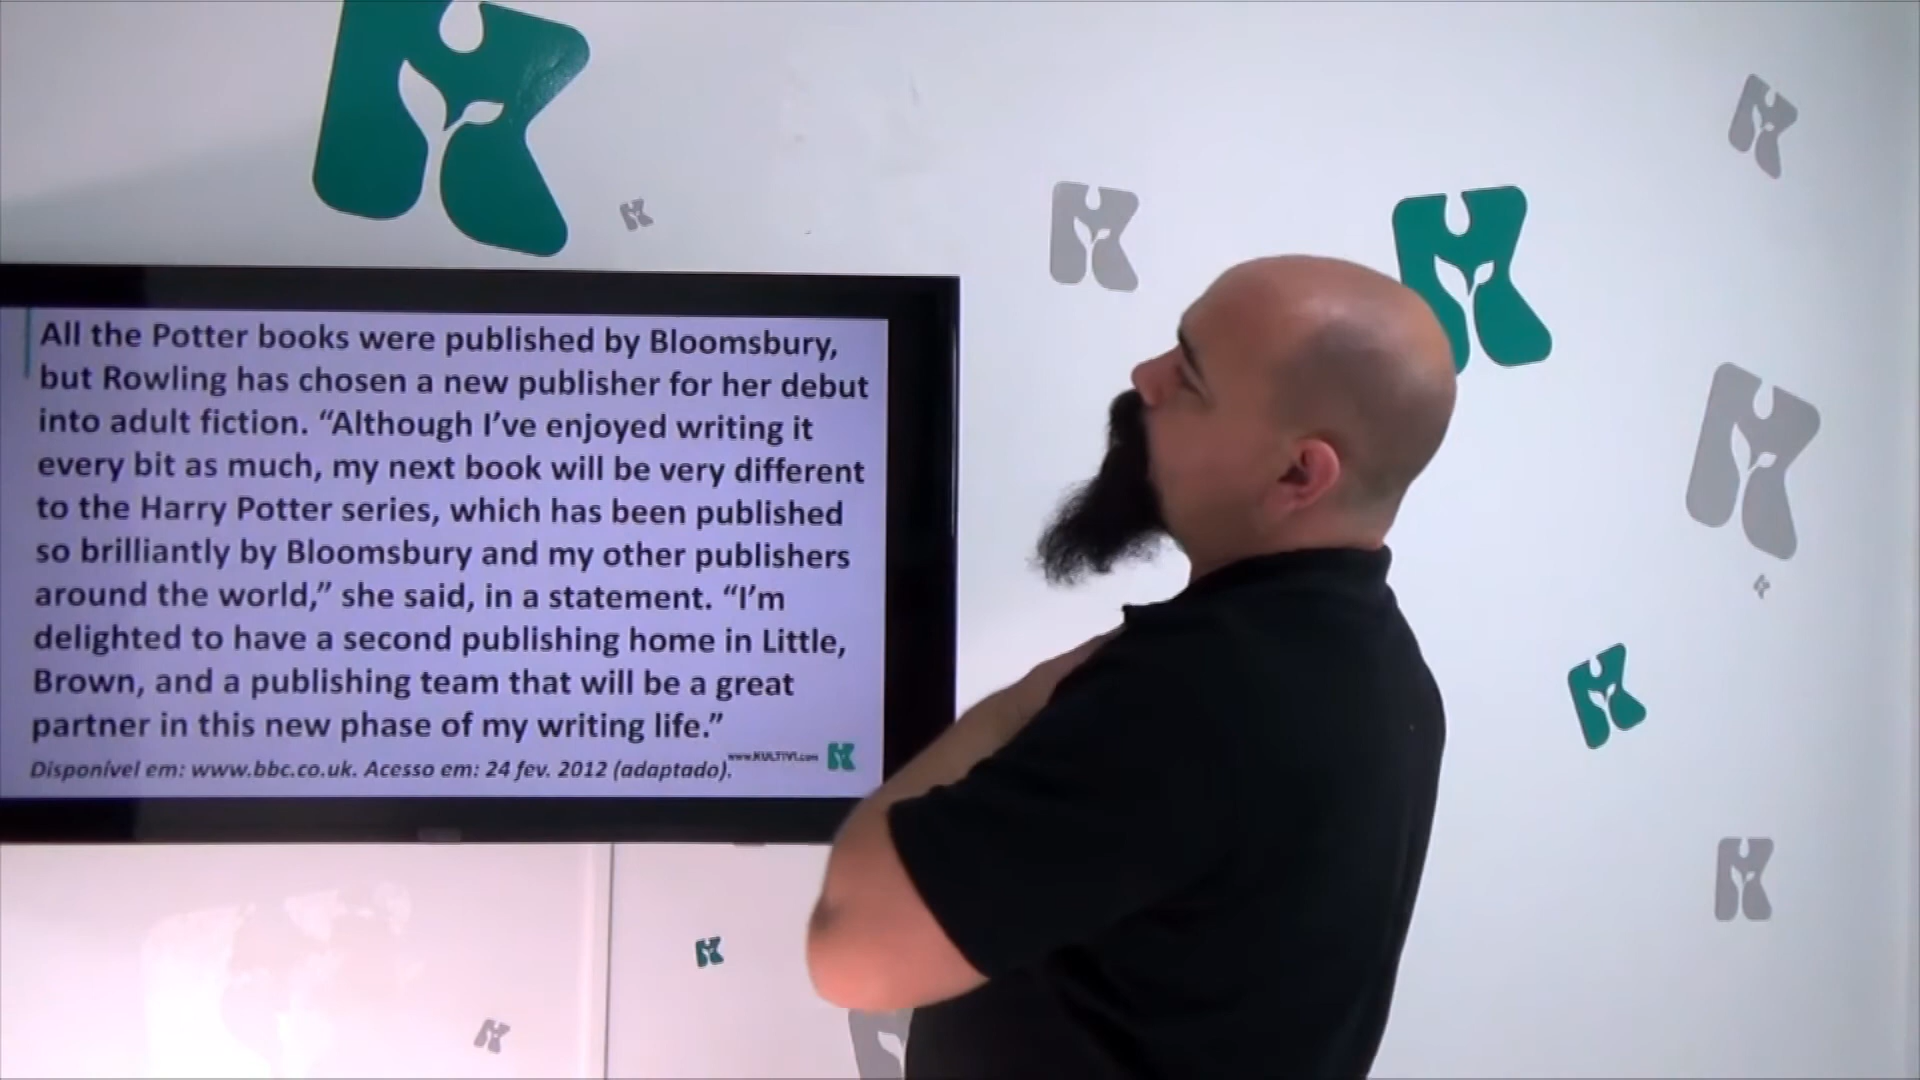 All the Potter books were published by Bloomsbury,
but Rowling has chosen a new publisher for her debut
into adult fiction. “Although I’ve enjoyed writing it
every bit as much, my next book will be very different
to the Harry Potter series, which has been published
so brilliantly by Bloomsbury and my other publishers
around the world,” she said, in a statement. “I’m
delighted to have a second publishing home in Little,
Brown, and a publishing team that will be a great
partner in this new phase of my writing life.”
www.KULTIVI.com
Disponível em: www.bbc.co.uk. Acesso em: 24 fev. 2012 (adaptado).